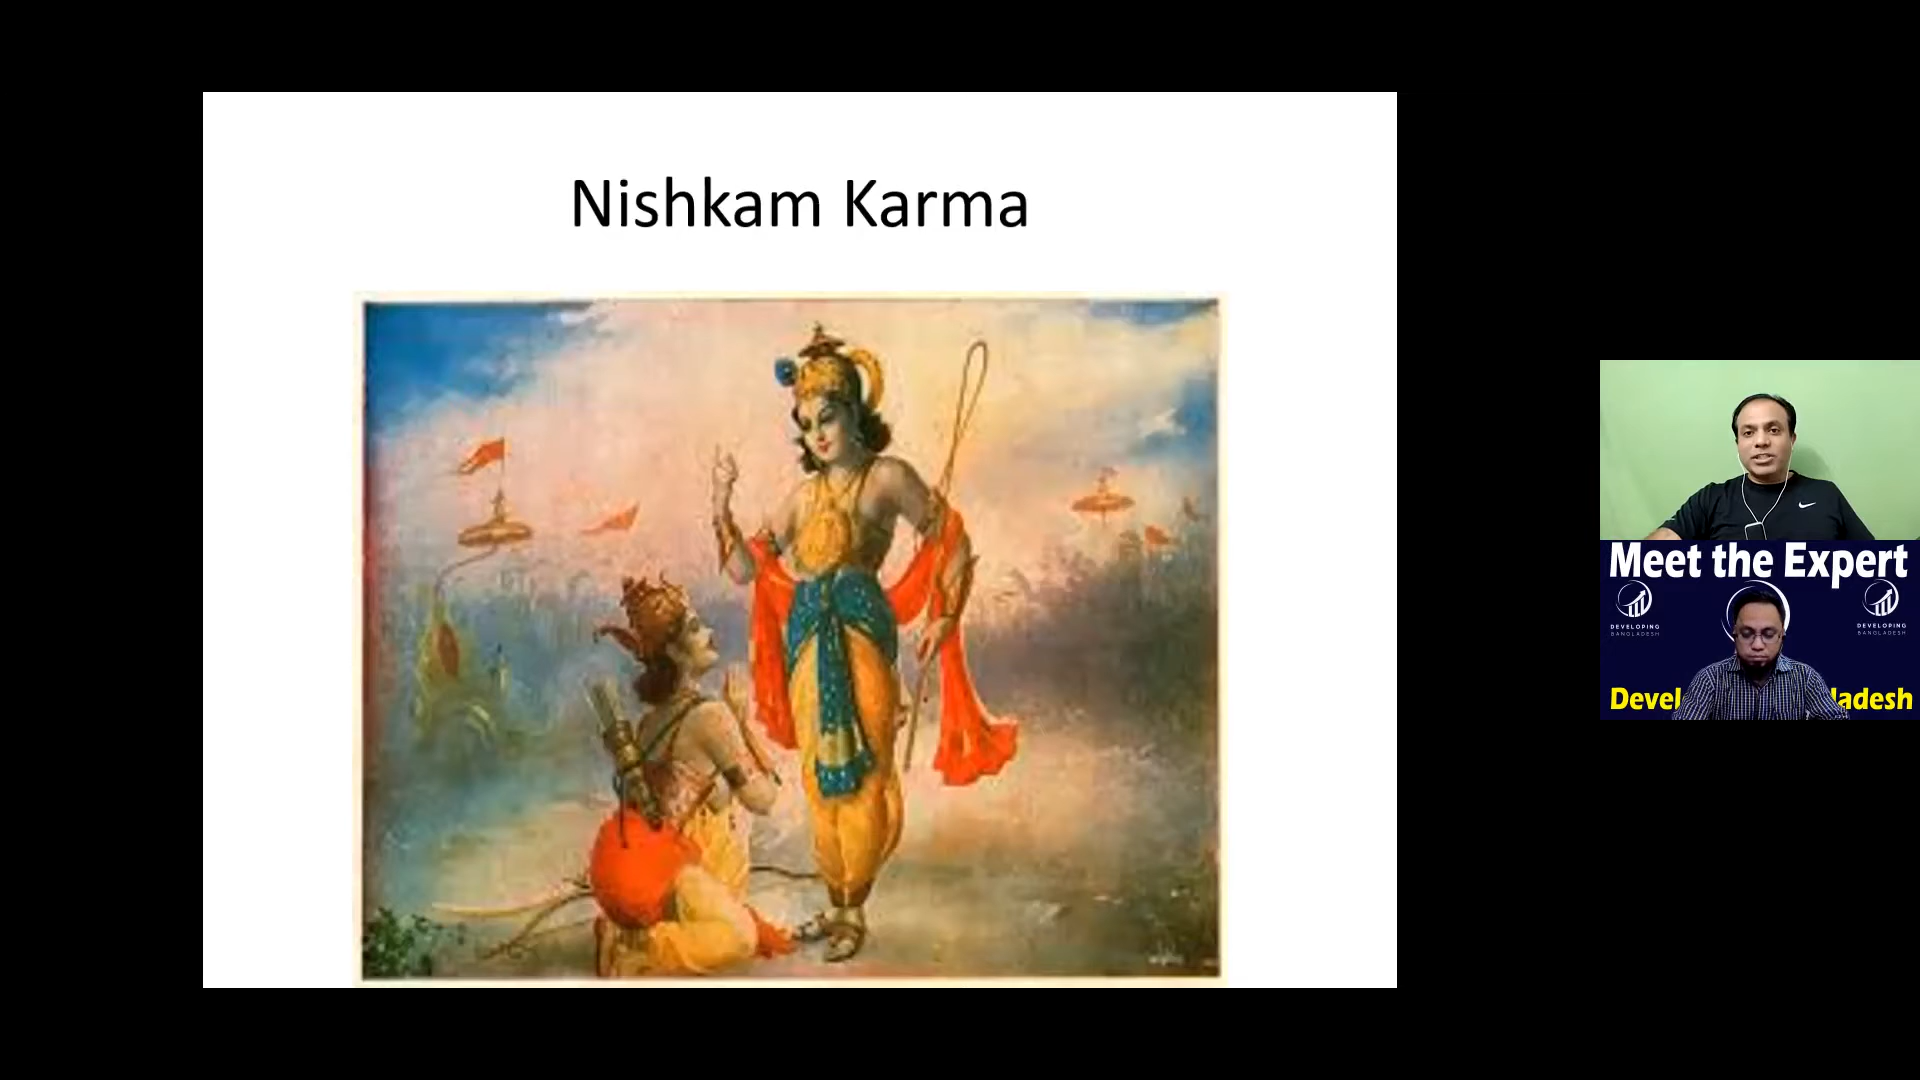 Nishkam Karma
Meet the Expert
DEVELOPING
BANGLADESH
DEVELOPING
BANGLADESH
Devel ladesh